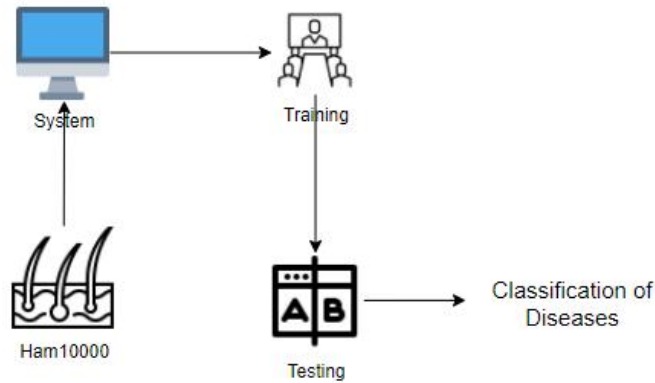 System
Training
Ham10000
A B
Testing
Classification of
Diseases